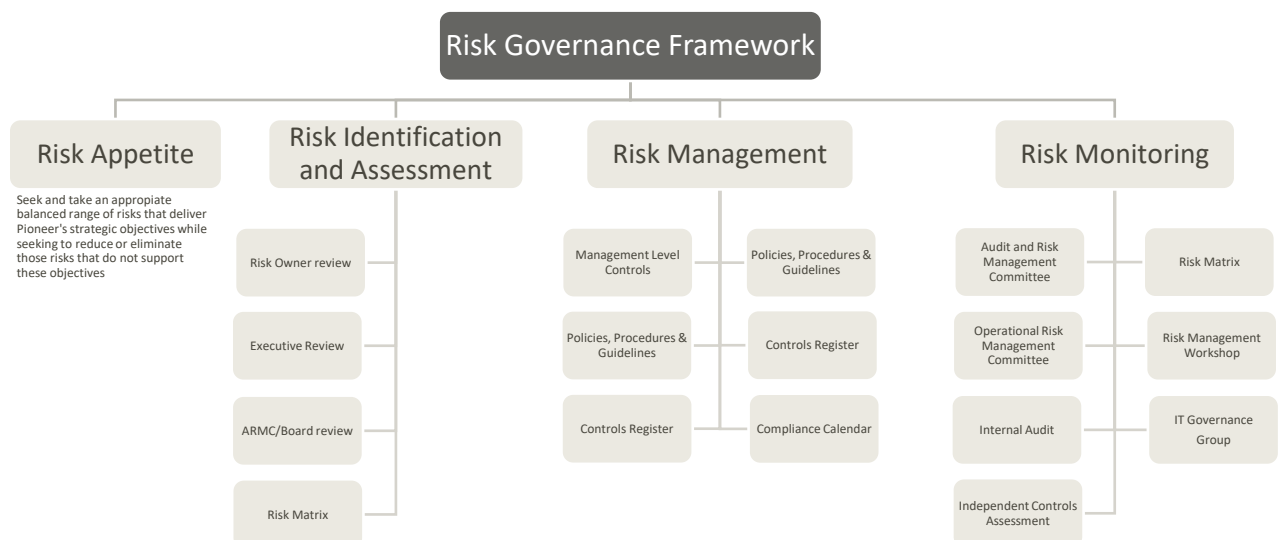 Risk Governance Framework
Risk Appetite
Seek and take an appropiate
balanced range of risks that deliver
Pioneer's strategic objectives while
seeking to reduce or eliminate
those risks that do not support
these objectives
Risk Identification
and Assessment
Risk Owner review
Executive Review
ARMC/Board review
Risk Matrix
Risk Management
Management Level
Controls
Policies, Procedures &
Guidelines
Policies, Procedures &
Guidelines
Controls Register
Controls Register
Compliance Calendar
Risk Monitoring
Audit and Risk
Management
Committee
Risk Matrix
Operational Risk
Management
Committee
Risk Management
Workshop
Internal Audit
IT Governance
Group
Independent Controls
Assessment